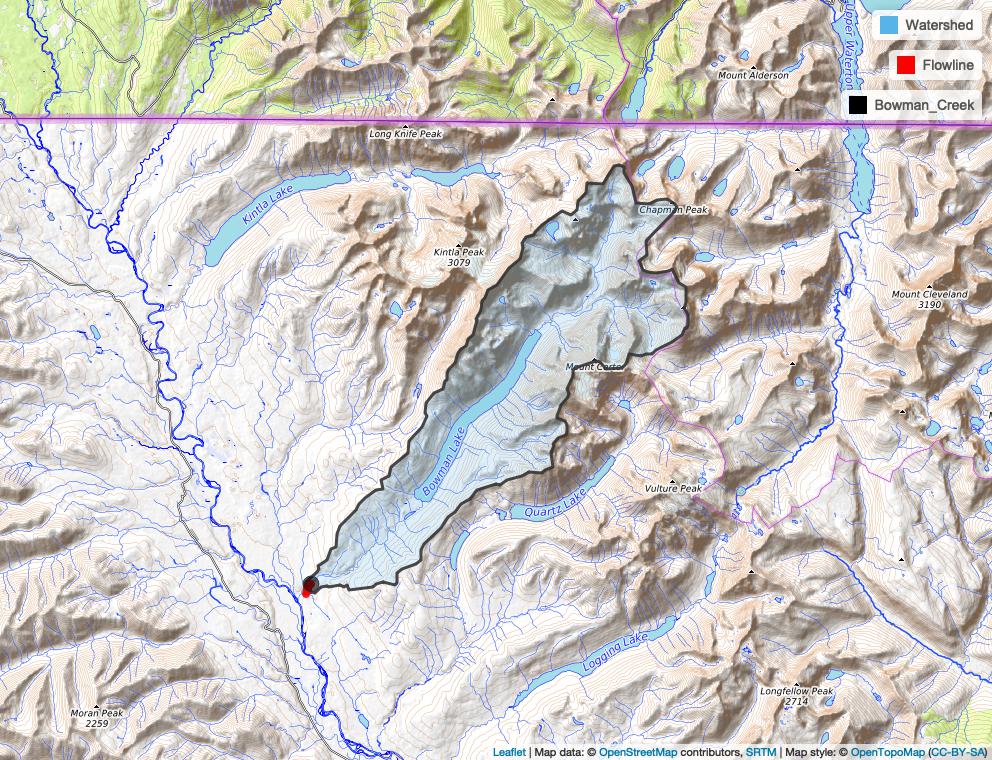 Watershed
Flowline
Bowman_Creek
Upper Waterton
Mount Alderson
Long Knife Peak
Kintla Lake
Chapman Peak
Kintla Peak
3079
Mount Cleveland
3190
Mount Carter
Bowman Lake
Quartz Lake
Vulture Peak
Logging Lake
Longfellow Peak
2714
Moran Peak
2259
Leaflet | Map data: © OpenStreetMap contributors, SRTM | Map style: © OpenTopoMap (CC-BY-SA)